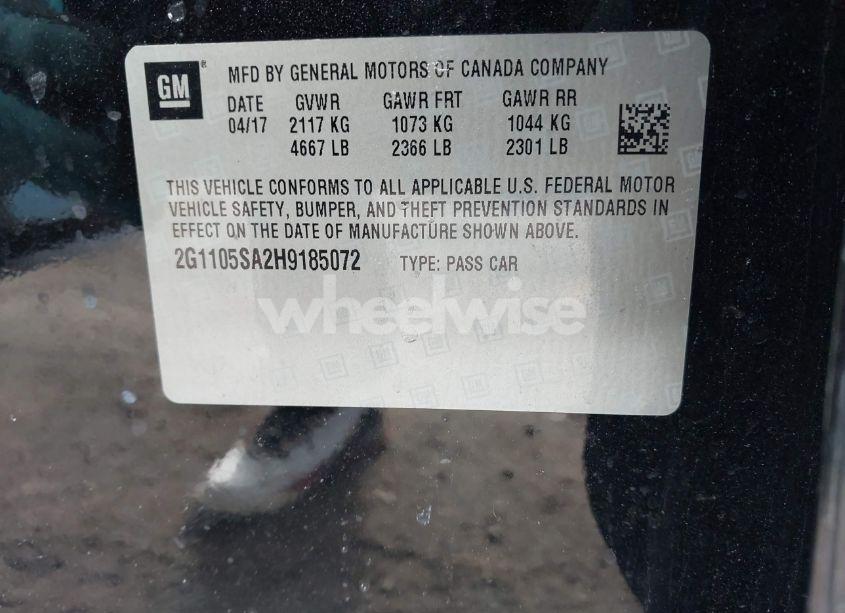 GM ® MFD BY GENERAL MOTORS OF CANADA COMPANY
DATE GVWR GAWR FRT GAWR RR
04/17 2117 KG 1073 KG 1044 KG
4667 LB 2366 LB 2301 LB
THIS VEHICLE CONFORMS TO ALL APPLICABLE U.S. FEDERAL MOTOR
VEHICLE SAFETY, BUMPER, AND THEFT PREVENTION STANDARDS IN
EFFECT ON THE DATE OF MANUFACTURE SHOWN ABOVE.
2G1105SA2H9185072 TYPE: PASS CAR
wheelwise